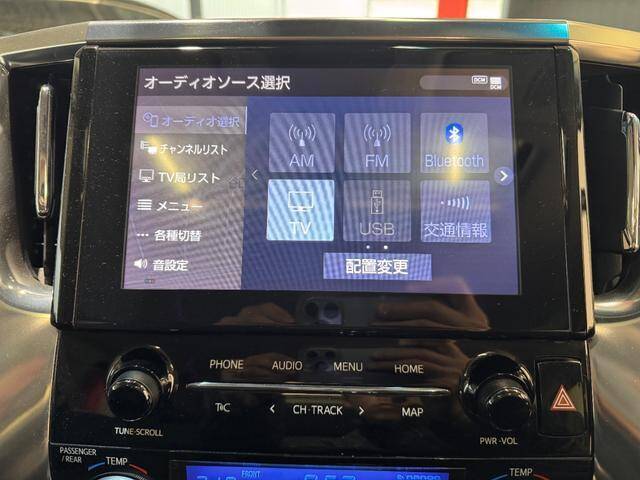 オーディオソース選択
DCM
DCM
オーディオ選択
チャンネルリスト
TV局リスト
メニュー
各種切替
音設定
AM
FM
Bluetooth
TV
USB
交通情報
配置変更
PHONE
AUDIO
MENU
HOME
T/C
CH·TRACK
MAP
TUNE·SCROLL
PWR·VOL
PASSENGER
/REAR
TEMP
FRONT
TEMP